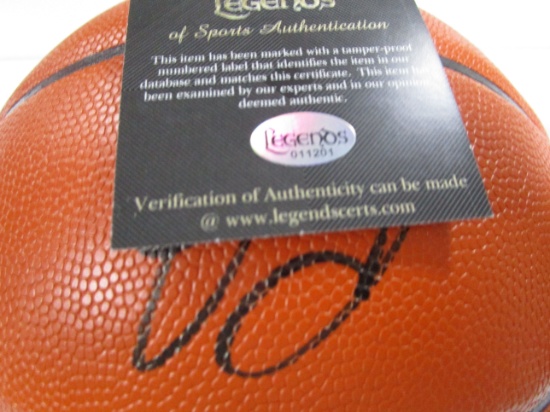 Legends
of Sports Authentication
This item has been marked with a tamper-proof
numbered label that identifies the item in our
database and matches this certificate. This item
been examined by our experts and in our opinion
deemed authentic.
Legends
011201
Verification of Authenticity can be made
@ www.legendscerts.com